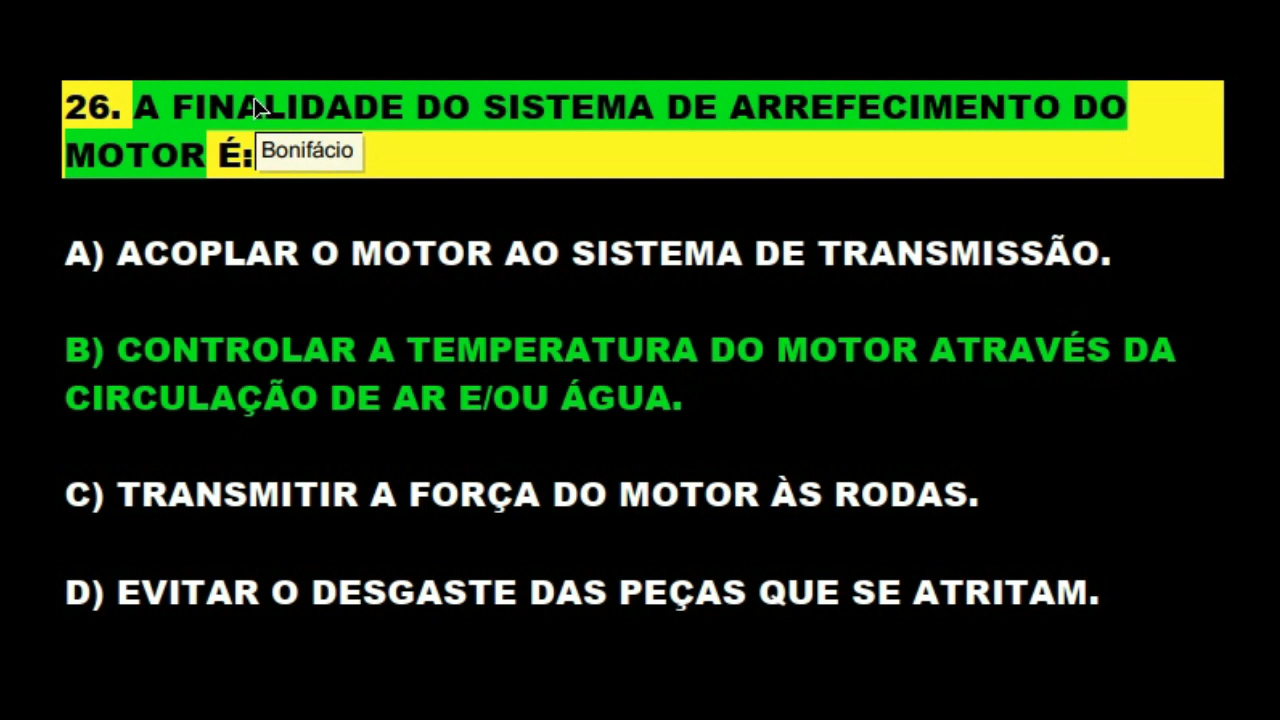 26. A FINALIDADE DO SISTEMA DE ARREFECIMENTO DO
MOTOR É: Bonifácio
A) ACOPLAR O MOTOR AO SISTEMA DE TRANSMISSÃO.
B) CONTROLAR A TEMPERATURA DO MOTOR ATRAVÉS DA
CIRCULAÇÃO DE AR E/OU ÁGUA.
C) TRANSMITIR A FORÇA DO MOTOR ÀS RODAS.
D) EVITAR O DESGASTE DAS PEÇAS QUE SE ATRITAM.